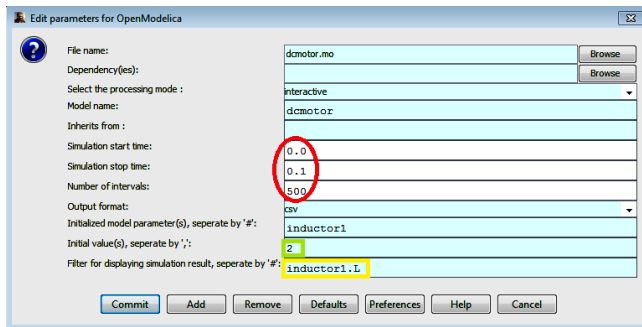 Edit parameters for OpenModelica
File name: dcmotor.mo Browse
Dependency(ies): Browse
Select the processing mode : interactive
Model name: dcmotor
Inherits from :
Simulation start time: 0.0
Simulation stop time: 0.1
Number of intervals: 500
Output format: csv
Initialized model parameter(s), seperate by '#': inductor1
Initial value(s), seperate by ',': 2
Filter for displaying simulation result, seperate by '#': inductor1.L
Commit Add Remove Defaults Preferences Help Cancel